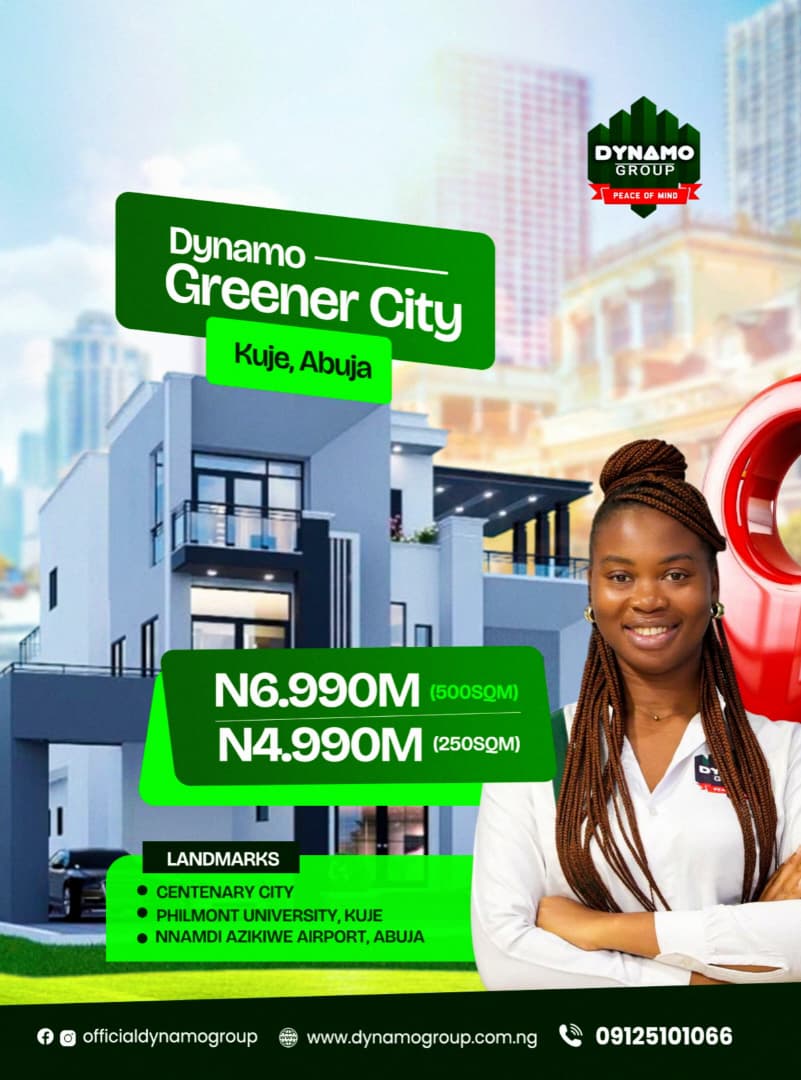 DYNAMO
GROUP
PEACE OF MIND
Dynamo
Greener City
Kuje, Abuja
N6.990M (500SQM)
N4.990M (250SQM)
LANDMARKS
CENTENARY CITY
PHILMONT UNIVERSITY, KUJE
NNAMDI AZIKIWE AIRPORT, ABUJA
officialdynamogroup www.dynamogroup.com.ng 09125101066